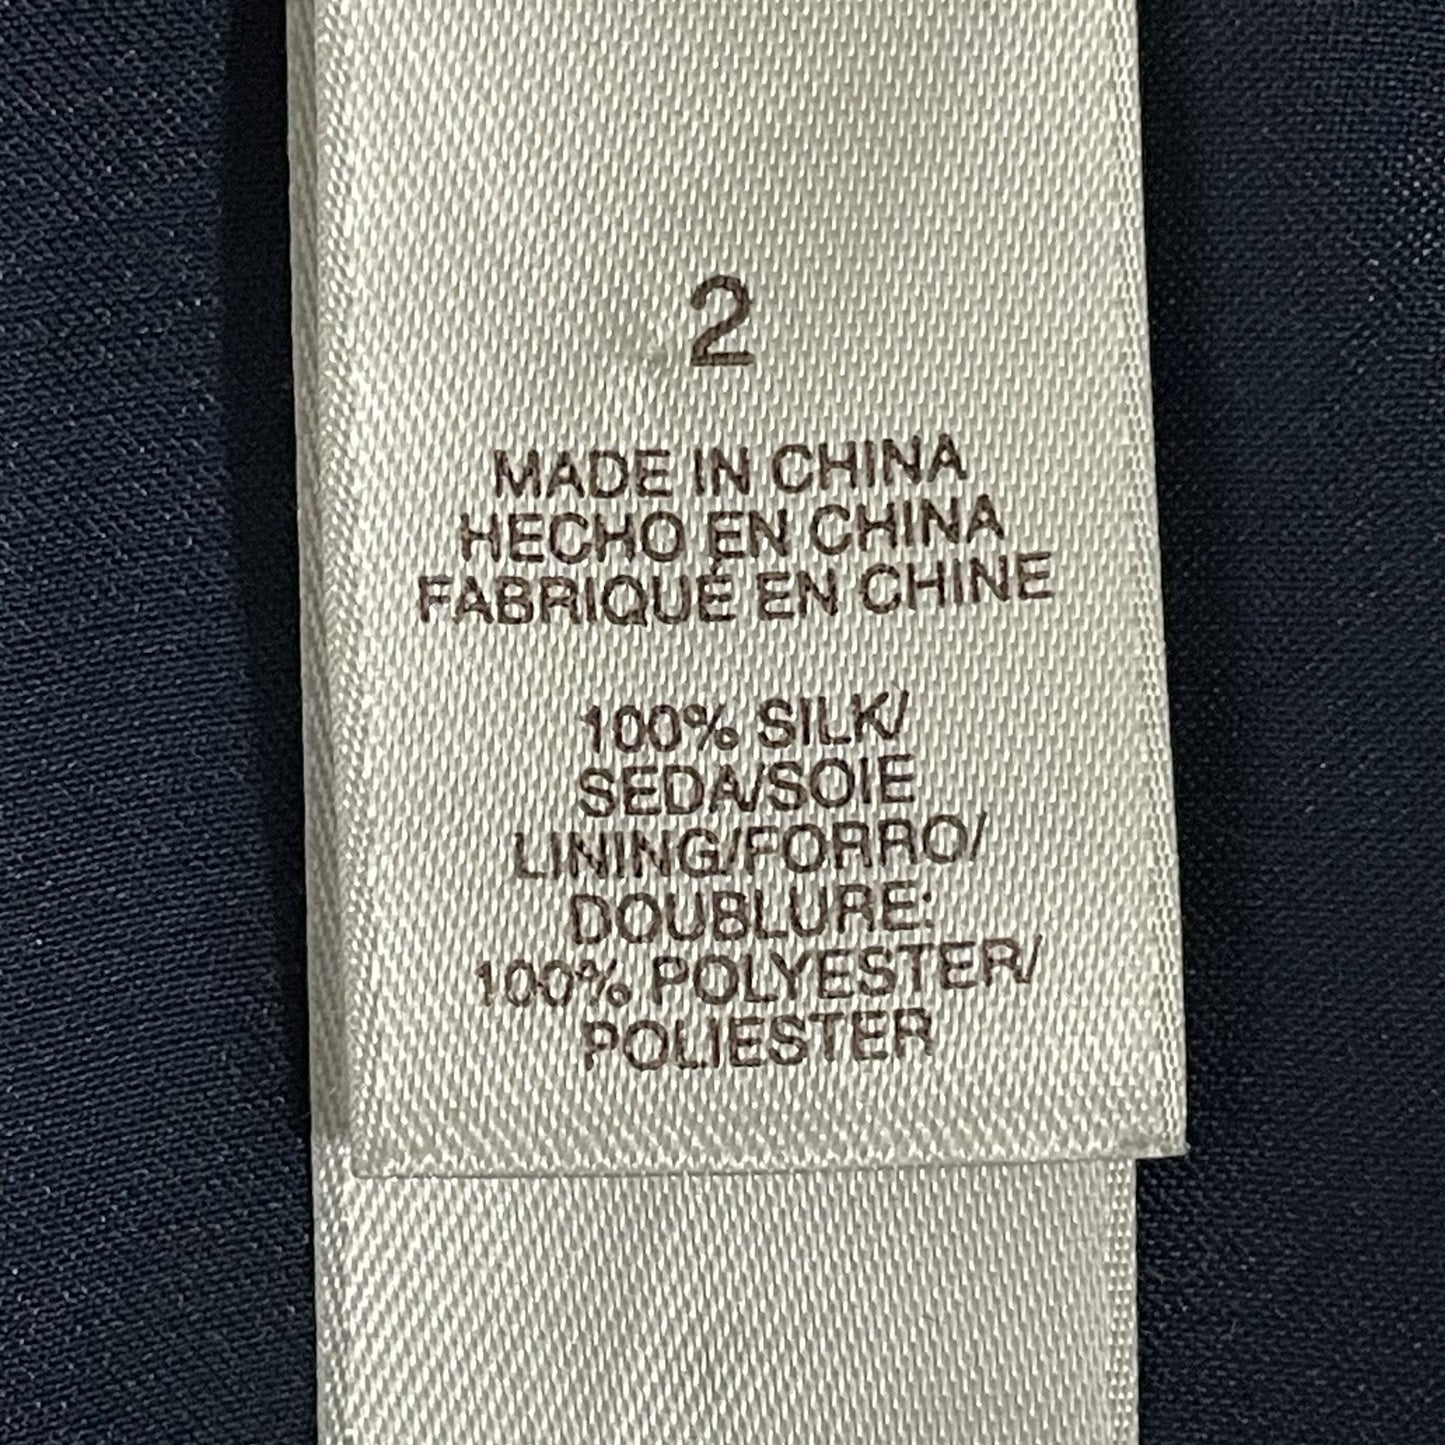 2
MADE IN CHINA
HECHO EN CHINA
FABRIQUÉ EN CHINE
100% SILK/
SEDA/SOIE
LINING/FORRO/
DOUBLURE:
100% POLYESTER/
POLIESTER